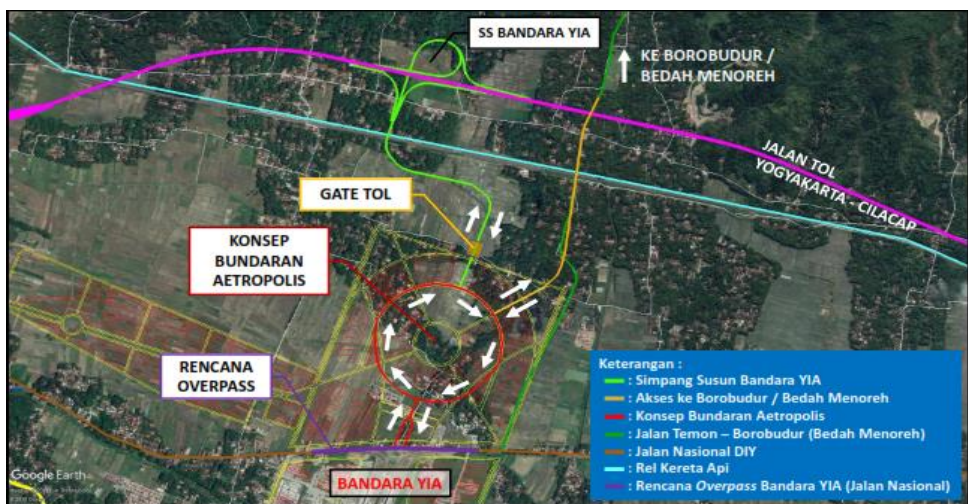 SS BANDARA YIA
KE BOROBUDUR /
BEDAH MENOREH
JALAN TOL
YOGYAKARTA - CILACAP
GATE TOL
KONSEP
BUNDARAN
AETROPOLIS
RENCANA
OVERPASS
Keterangan :
: Simpang Susun Bandara YIA
: Akses ke Borobudur / Bedah Menoreh
: Konsep Bundaran Aetropolis
: Jalan Temon – Borobudur (Bedah Menoreh)
: Jalan Nasional DIY
: Rel Kereta Api
: Rencana Overpass Bandara YIA (Jalan Nasional)
BANDARA YIA
Google Earth